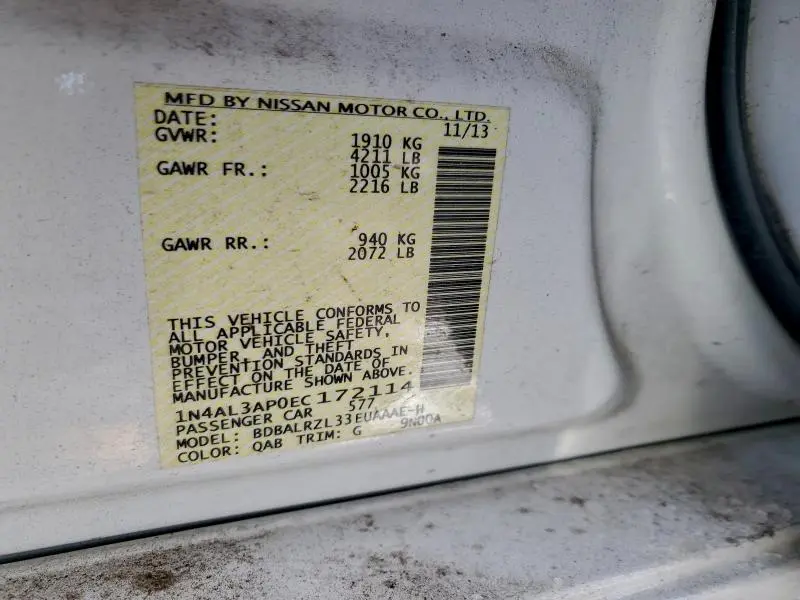 MFD BY NISSAN MOTOR CO., LTD.
DATE: 11/13
GVWR: 1910 KG
4211 LB
GAWR FR.: 1005 KG
2216 LB
GAWR RR.: 940 KG
2072 LB
THIS VEHICLE CONFORMS TO
ALL APPLICABLE FEDERAL
MOTOR VEHICLE SAFETY,
BUMPER, AND THEFT
PREVENTION STANDARDS IN
EFFECT ON THE DATE OF
MANUFACTURE SHOWN ABOVE.
1N4AL3AP0EC172114
PASSENGER CAR 577
MODEL: BDBALRZL33EUAAAE-H
COLOR: QAB TRIM: G 9N00A